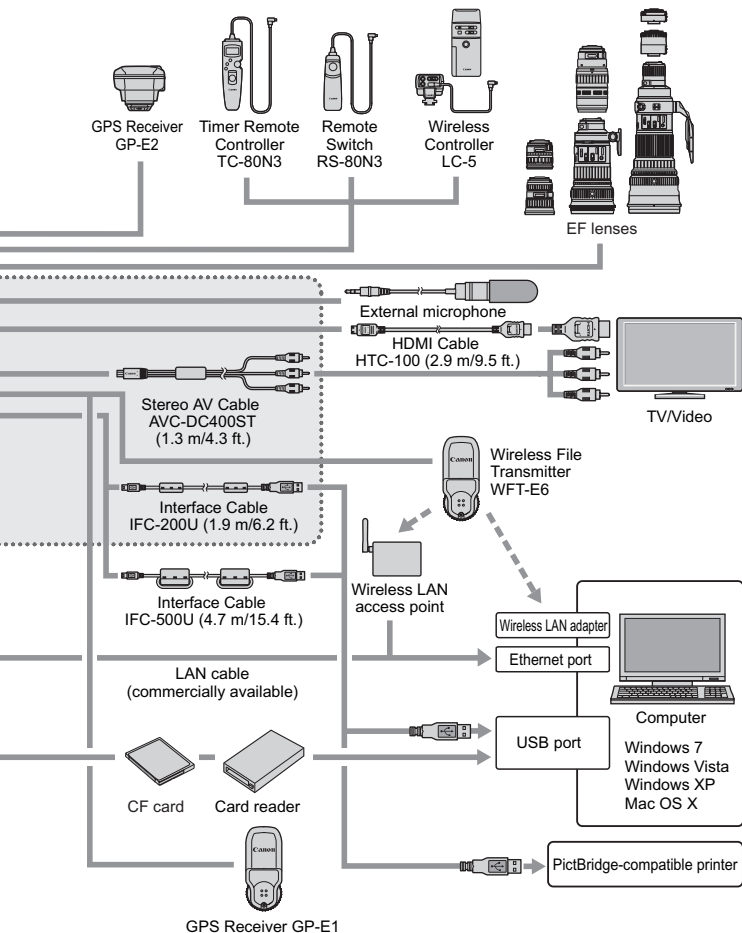 GPS Receiver
GP-E2
Timer Remote
Controller
TC-80N3
Remote
Switch
RS-80N3
Wireless
Controller
LC-5
EF lenses
External microphone
HDMI Cable
HTC-100 (2.9 m/9.5 ft.)
TV/Video
Stereo AV Cable
AVC-DC400ST
(1.3 m/4.3 ft.)
Canon
Wireless File
Transmitter
WFT-E6
Interface Cable
IFC-200U (1.9 m/6.2 ft.)
Wireless LAN
access point
Interface Cable
IFC-500U (4.7 m/15.4 ft.)
Wireless LAN adapter
Ethernet port
LAN cable
(commercially available)
Computer
USB port
Windows 7
Windows Vista
Windows XP
Mac OS X
CF card
Card reader
Canon
PictBridge-compatible printer
GPS Receiver GP-E1